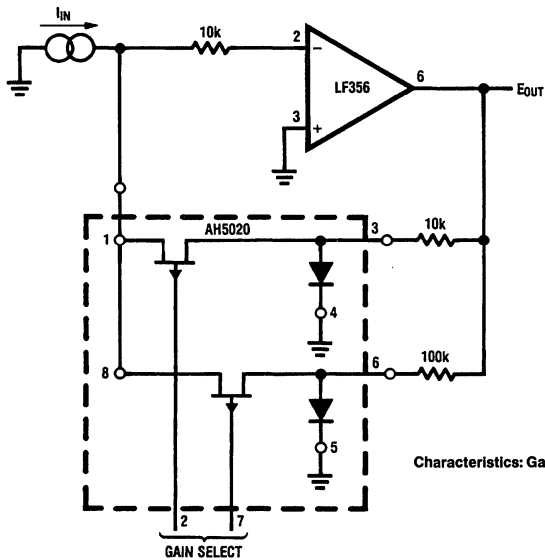 IIN
10k
2
−
LF356
6
EOUT
3
+
1
AH5020
3
10k
4
8
6
100k
5
Characteristics: Ga
2
7
GAIN SELECT